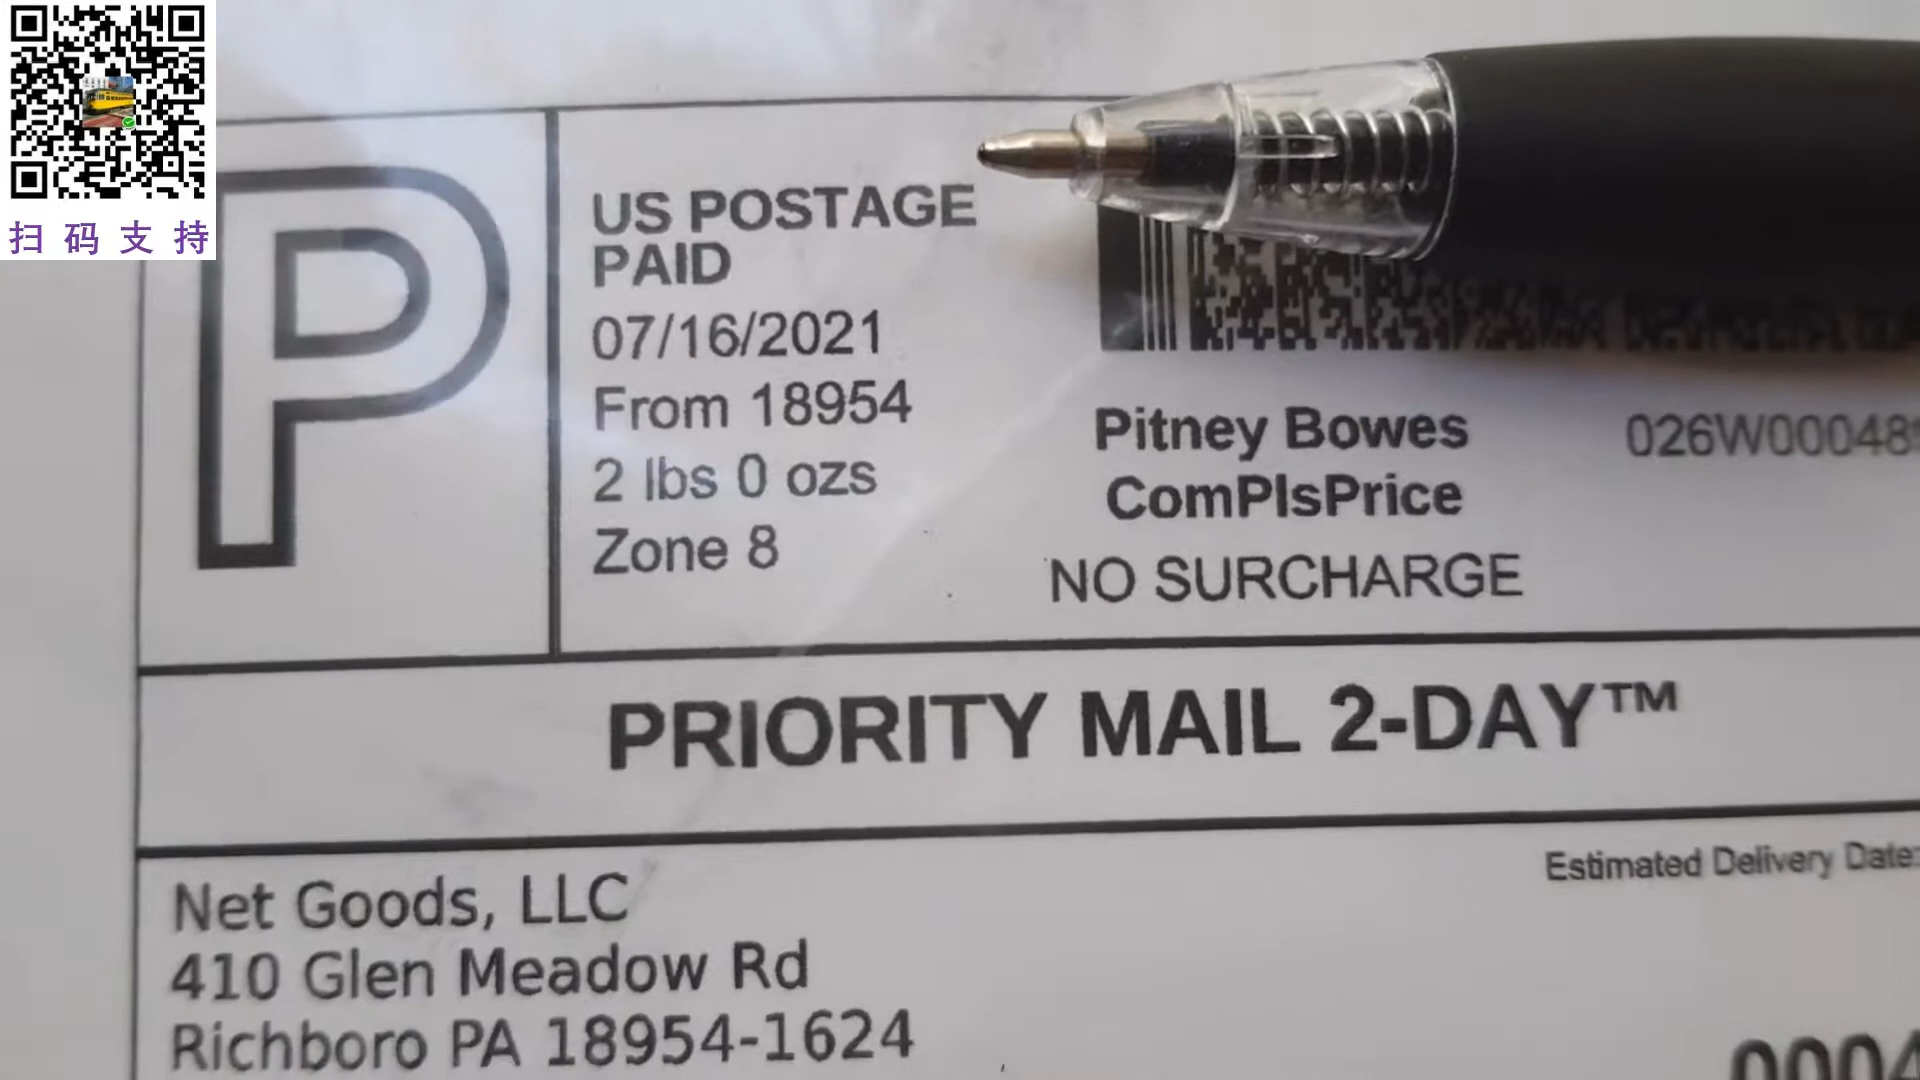 扫码支持
P
US POSTAGE
PAID
07/16/2021
From 18954
2 lbs 0 ozs
Zone 8
Pitney Bowes
ComPlsPrice
NO SURCHARGE
PRIORITY MAIL 2-DAY™
Estimated Delivery Date:
Net Goods, LLC
410 Glen Meadow Rd
Richboro PA 18954-1624